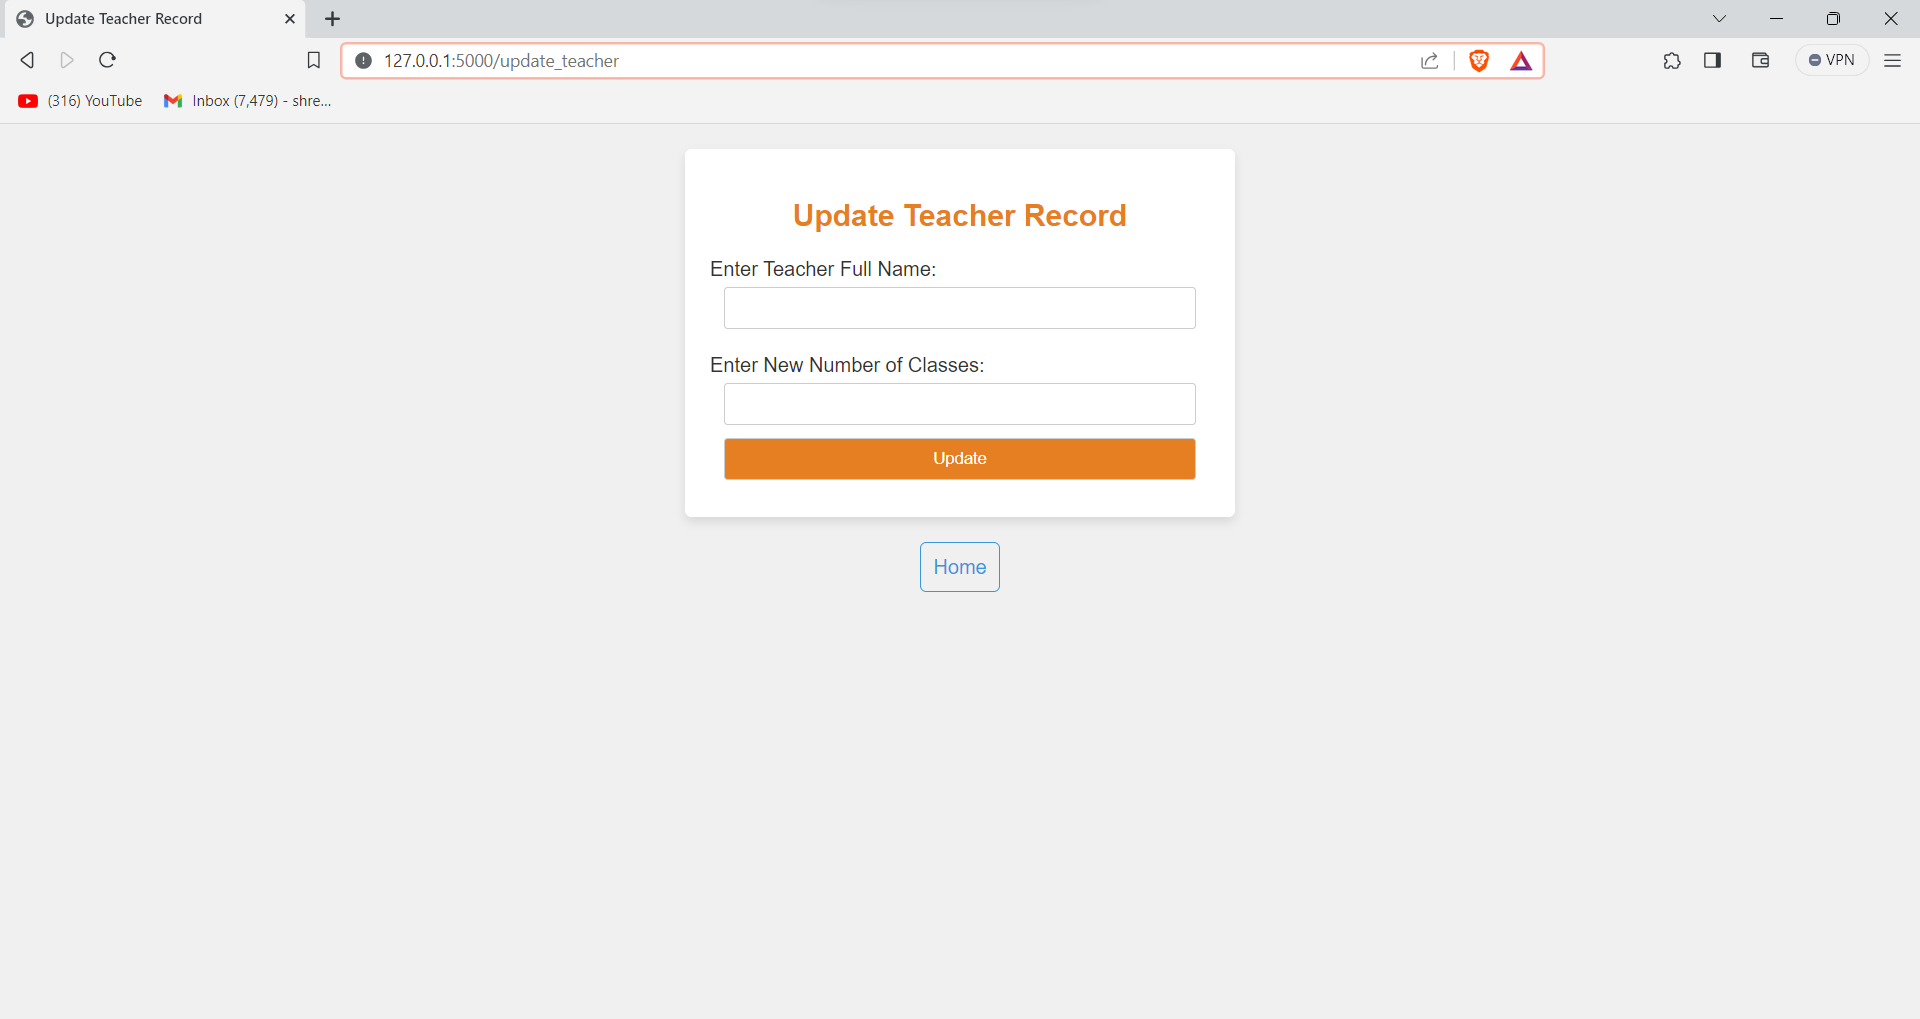 Update Teacher Record
127.0.0.1:5000/update_teacher
VPN
(316) YouTube
Inbox (7,479) - shre...
Update Teacher Record
Enter Teacher Full Name:
Enter New Number of Classes:
Update
Home